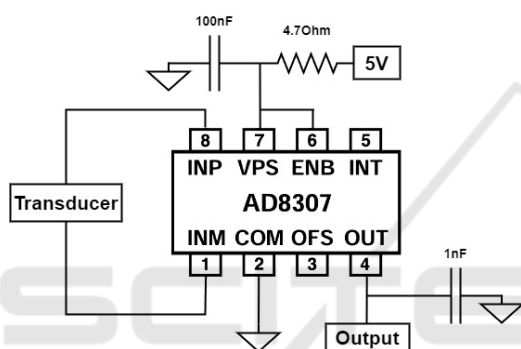 100nF
4.7Ohm
5V
8 7 6 5
INP VPS ENB INT
Transducer
AD8307
INM COM OFS OUT
1 2 3 4
1nF
Output
SCITE